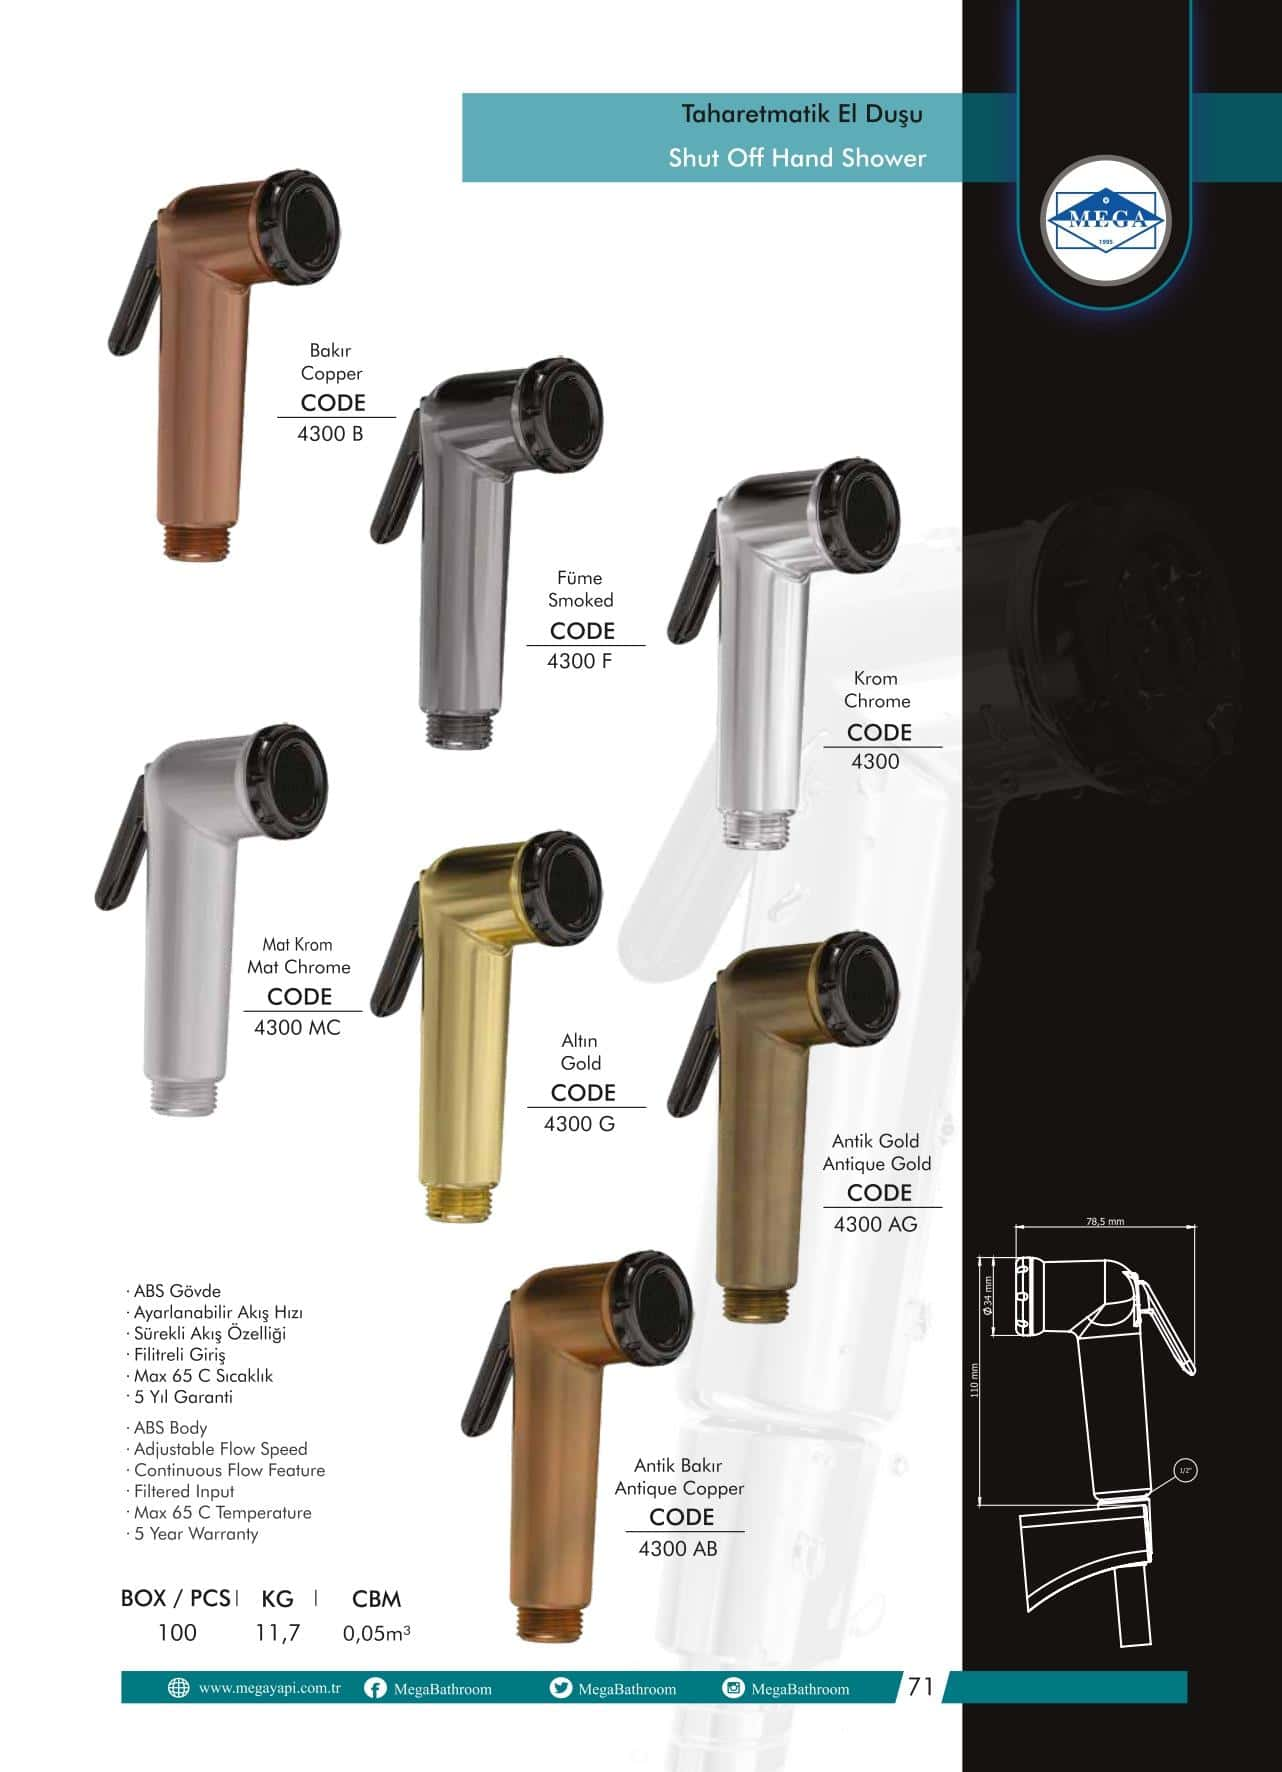 Taharetmatik El Duşu
Shut Off Hand Shower
MEGA
1995
Bakır
Copper
CODE
4300 B
Füme
Smoked
CODE
4300 F
Krom
Chrome
CODE
4300
Mat Krom
Mat Chrome
CODE
4300 MC
Altın
Gold
CODE
4300 G
Antik Gold
Antique Gold
CODE
4300 AG
Antik Bakır
Antique Copper
CODE
4300 AB
· ABS Gövde
· Ayarlanabilir Akış Hızı
· Sürekli Akış Özelliği
· Filitreli Giriş
· Max 65 C Sıcaklık
· 5 Yıl Garanti
· ABS Body
· Adjustable Flow Speed
· Continuous Flow Feature
· Filtered Input
· Max 65 C Temperature
· 5 Year Warranty
78,5 mm
Ø34 mm
110 mm
1/2"
BOX / PCS | KG | CBM
100 11,7 0,05m³
www.megayapi.com.tr MegaBathroom MegaBathroom MegaBathroom 71